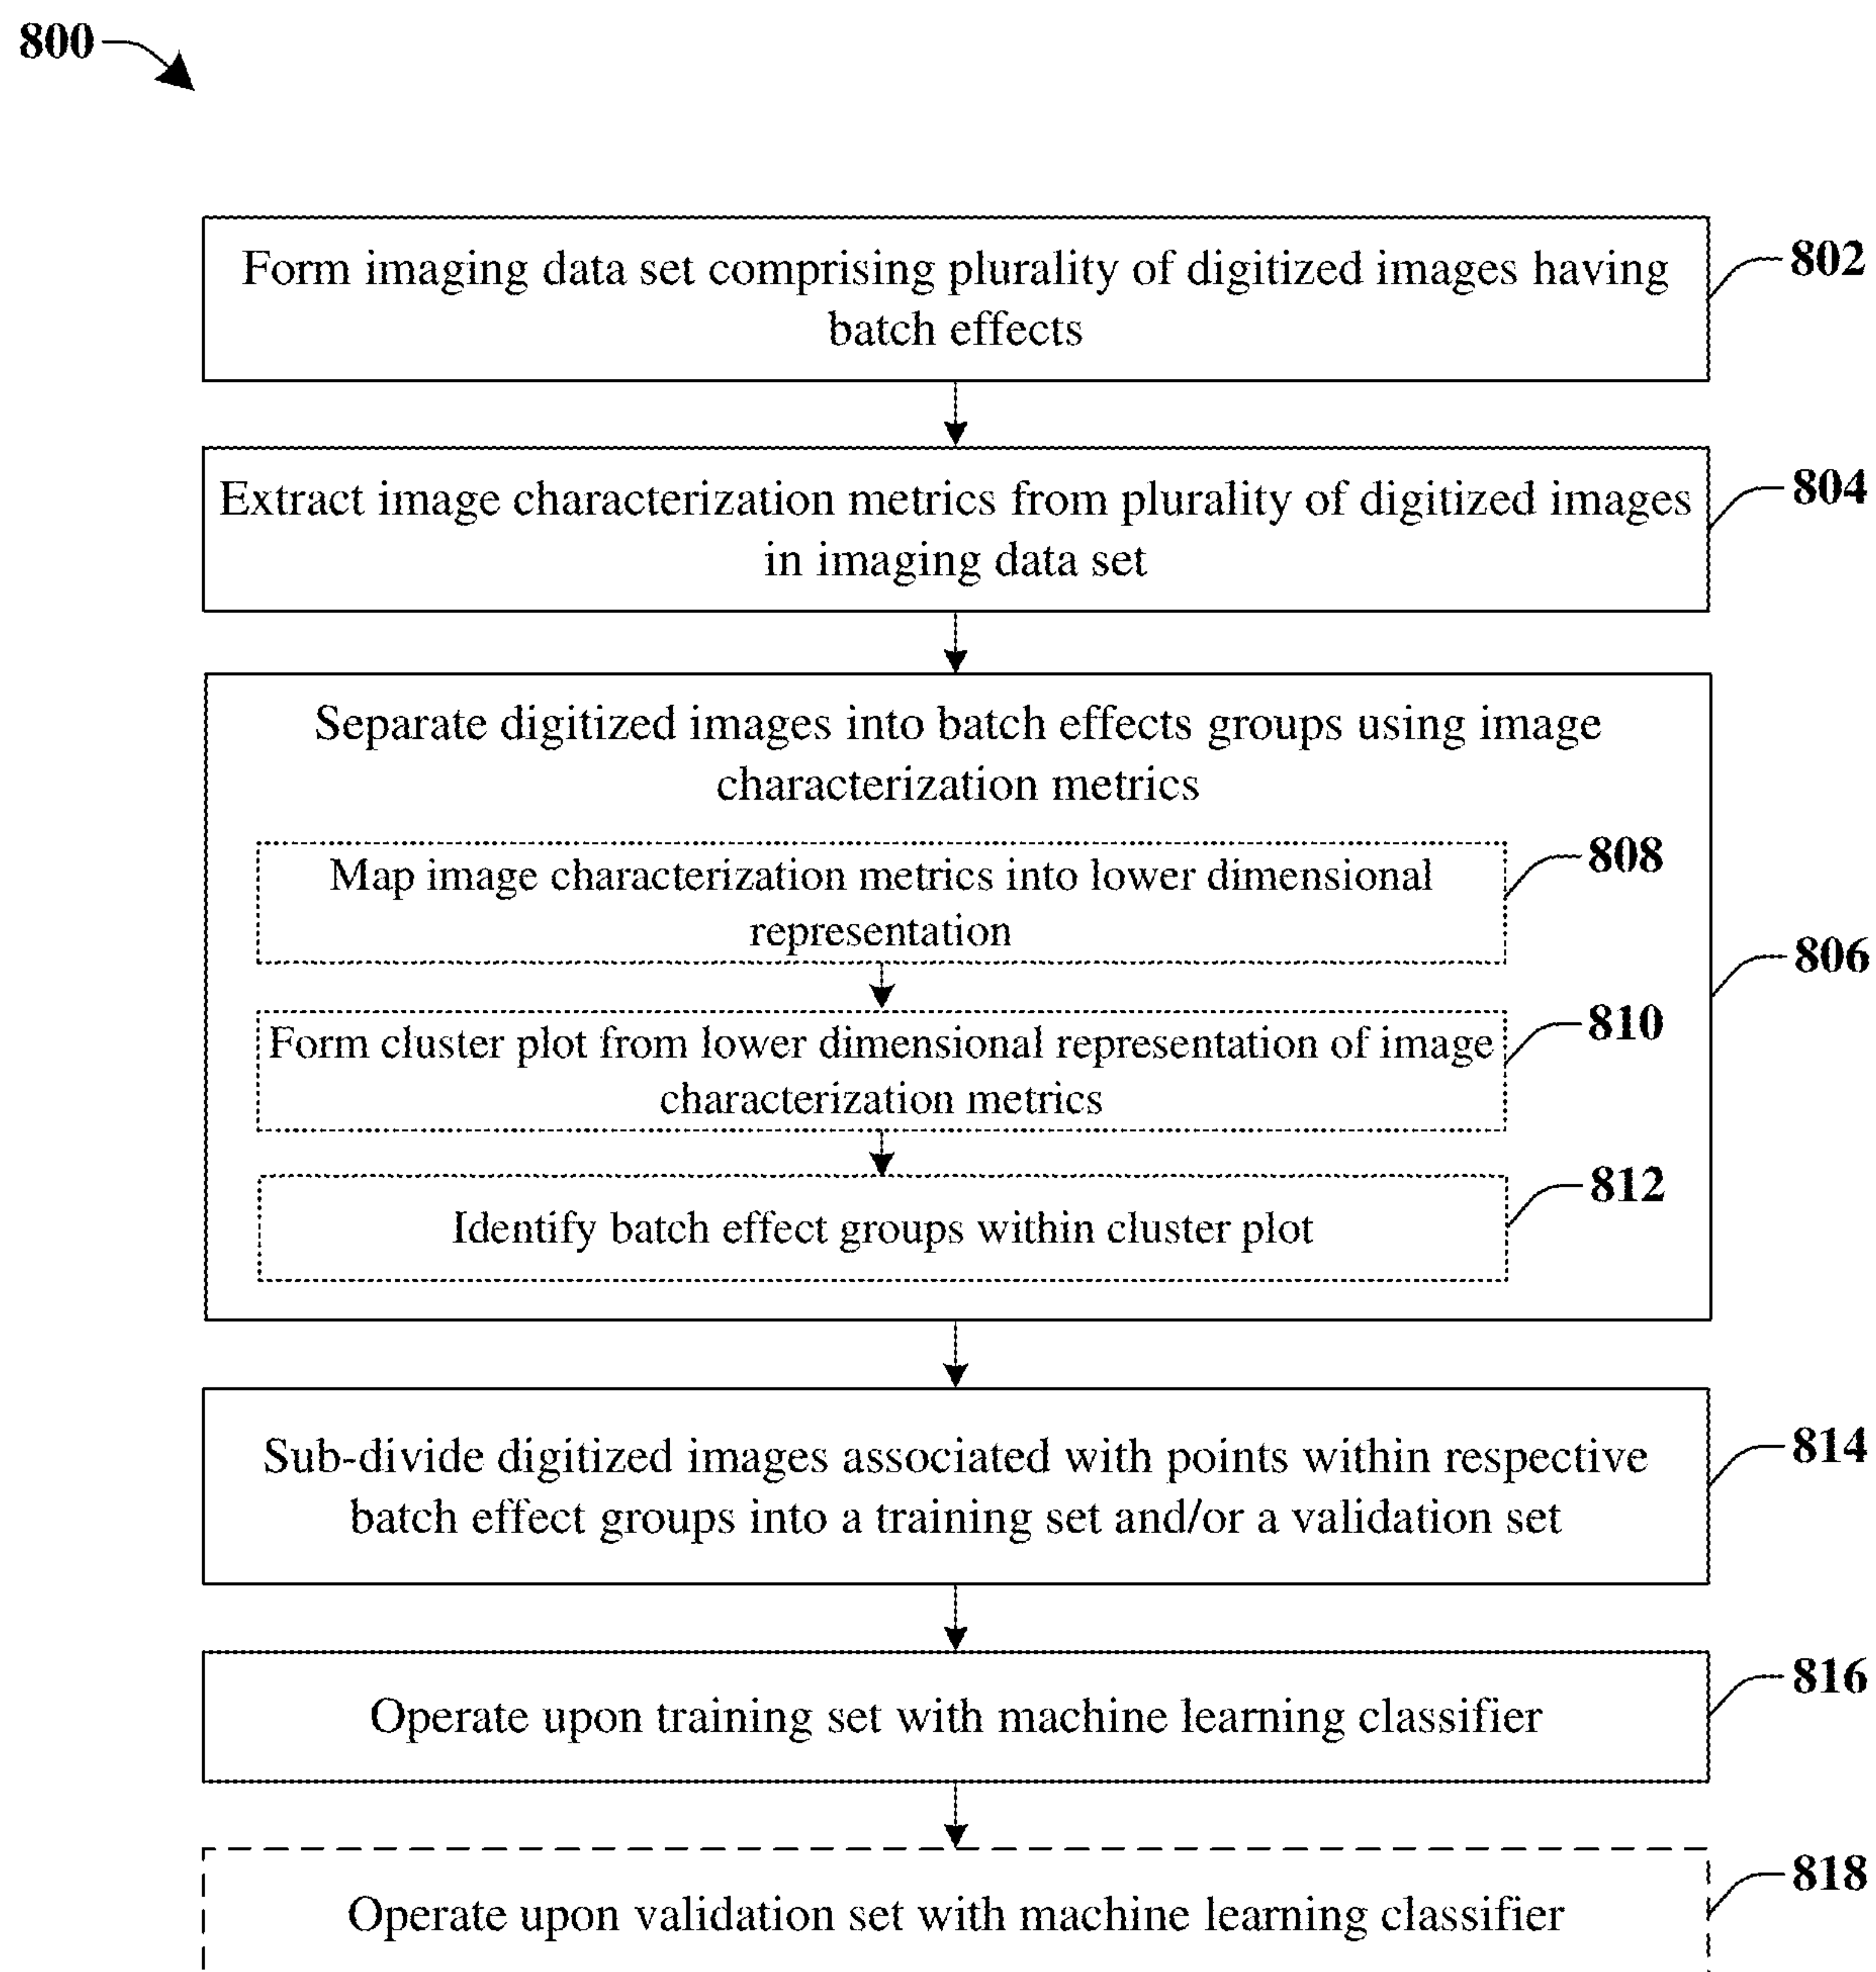 800
Form imaging data set comprising plurality of digitized images having
batch effects
802
Extract image characterization metrics from plurality of digitized images
in imaging data set
804
Separate digitized images into batch effects groups using image
characterization metrics
806
Map image characterization metrics into lower dimensional
representation
808
Form cluster plot from lower dimensional representation of image
characterization metrics
810
Identify batch effect groups within cluster plot
812
Sub-divide digitized images associated with points within respective
batch effect groups into a training set and/or a validation set
814
Operate upon training set with machine learning classifier
816
Operate upon validation set with machine learning classifier
818